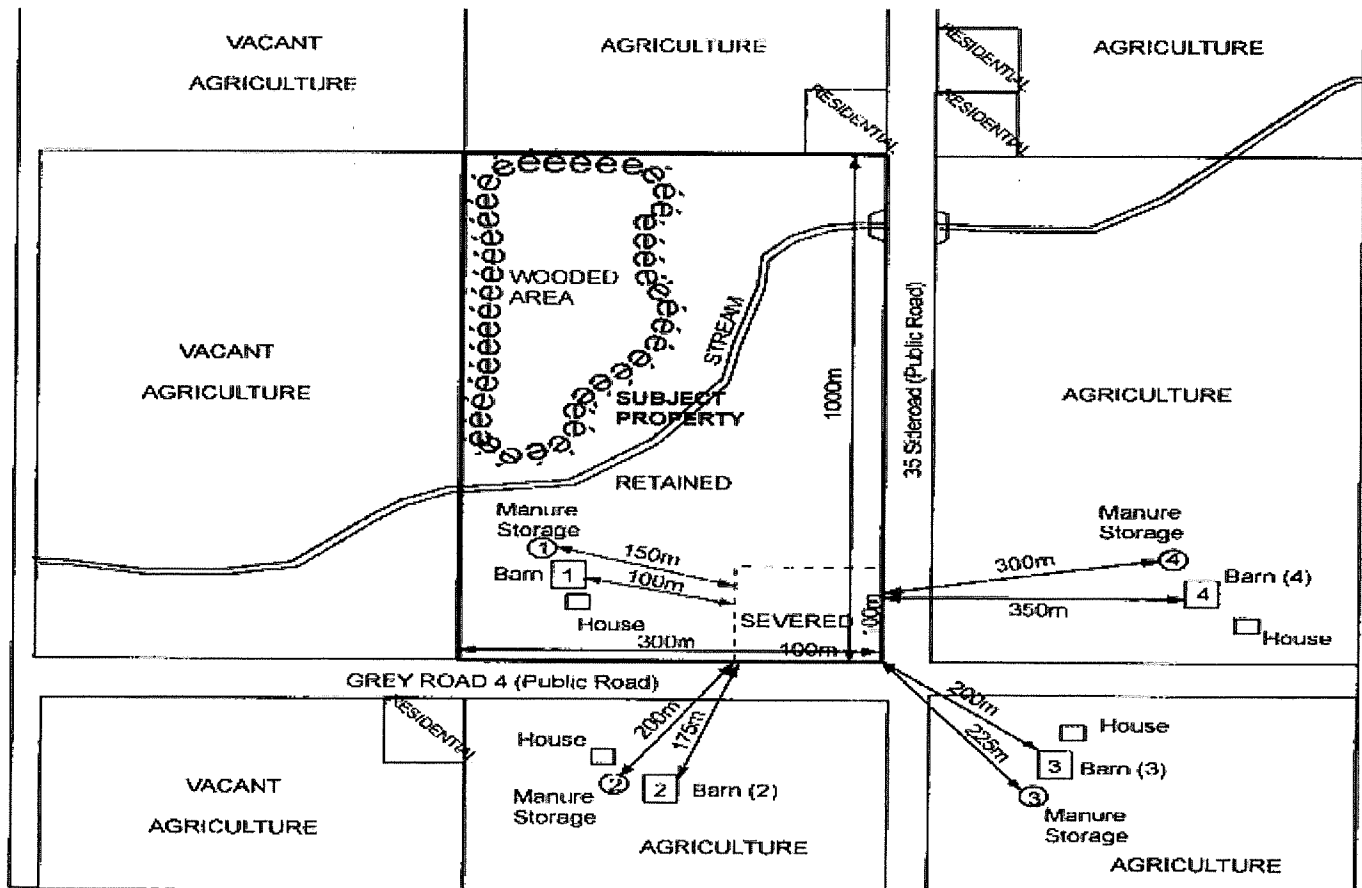 VACANT
AGRICULTURE
AGRICULTURE
RESIDENTIAL
AGRICULTURE
RESIDENTIAL
RESIDENTIAL
WOODED
AREA
STREAM
1000m
35 Sideroad (Public Road)
VACANT
AGRICULTURE
SUBJECT
PROPERTY
AGRICULTURE
RETAINED
Manure
Storage
1
150m
Barn
1
100m
House
SEVERED
100m
300m
100m
Manure
Storage
4
300m
Barn (4)
4
350m
House
GREY ROAD 4 (Public Road)
RESIDENTIAL
VACANT
AGRICULTURE
200m
175m
House
2
2
Barn (2)
Manure
Storage
AGRICULTURE
200m
225m
House
3
Barn (3)
3
Manure
Storage
AGRICULTURE